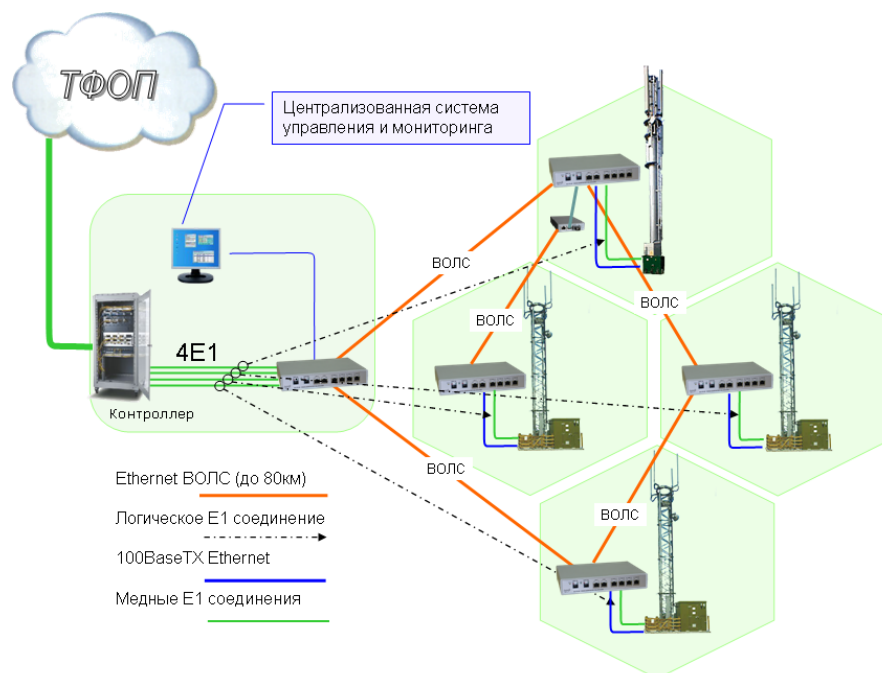 ТФОП
Централизованная система
управления и мониторинга
ВОЛС
ВОЛС
ВОЛС
4E1
Контроллер
ВОЛС
ВОЛС
Ethernet ВОЛС (до 80км)
Логическое Е1 соединение
100BaseTX Ethernet
Медные Е1 соединения